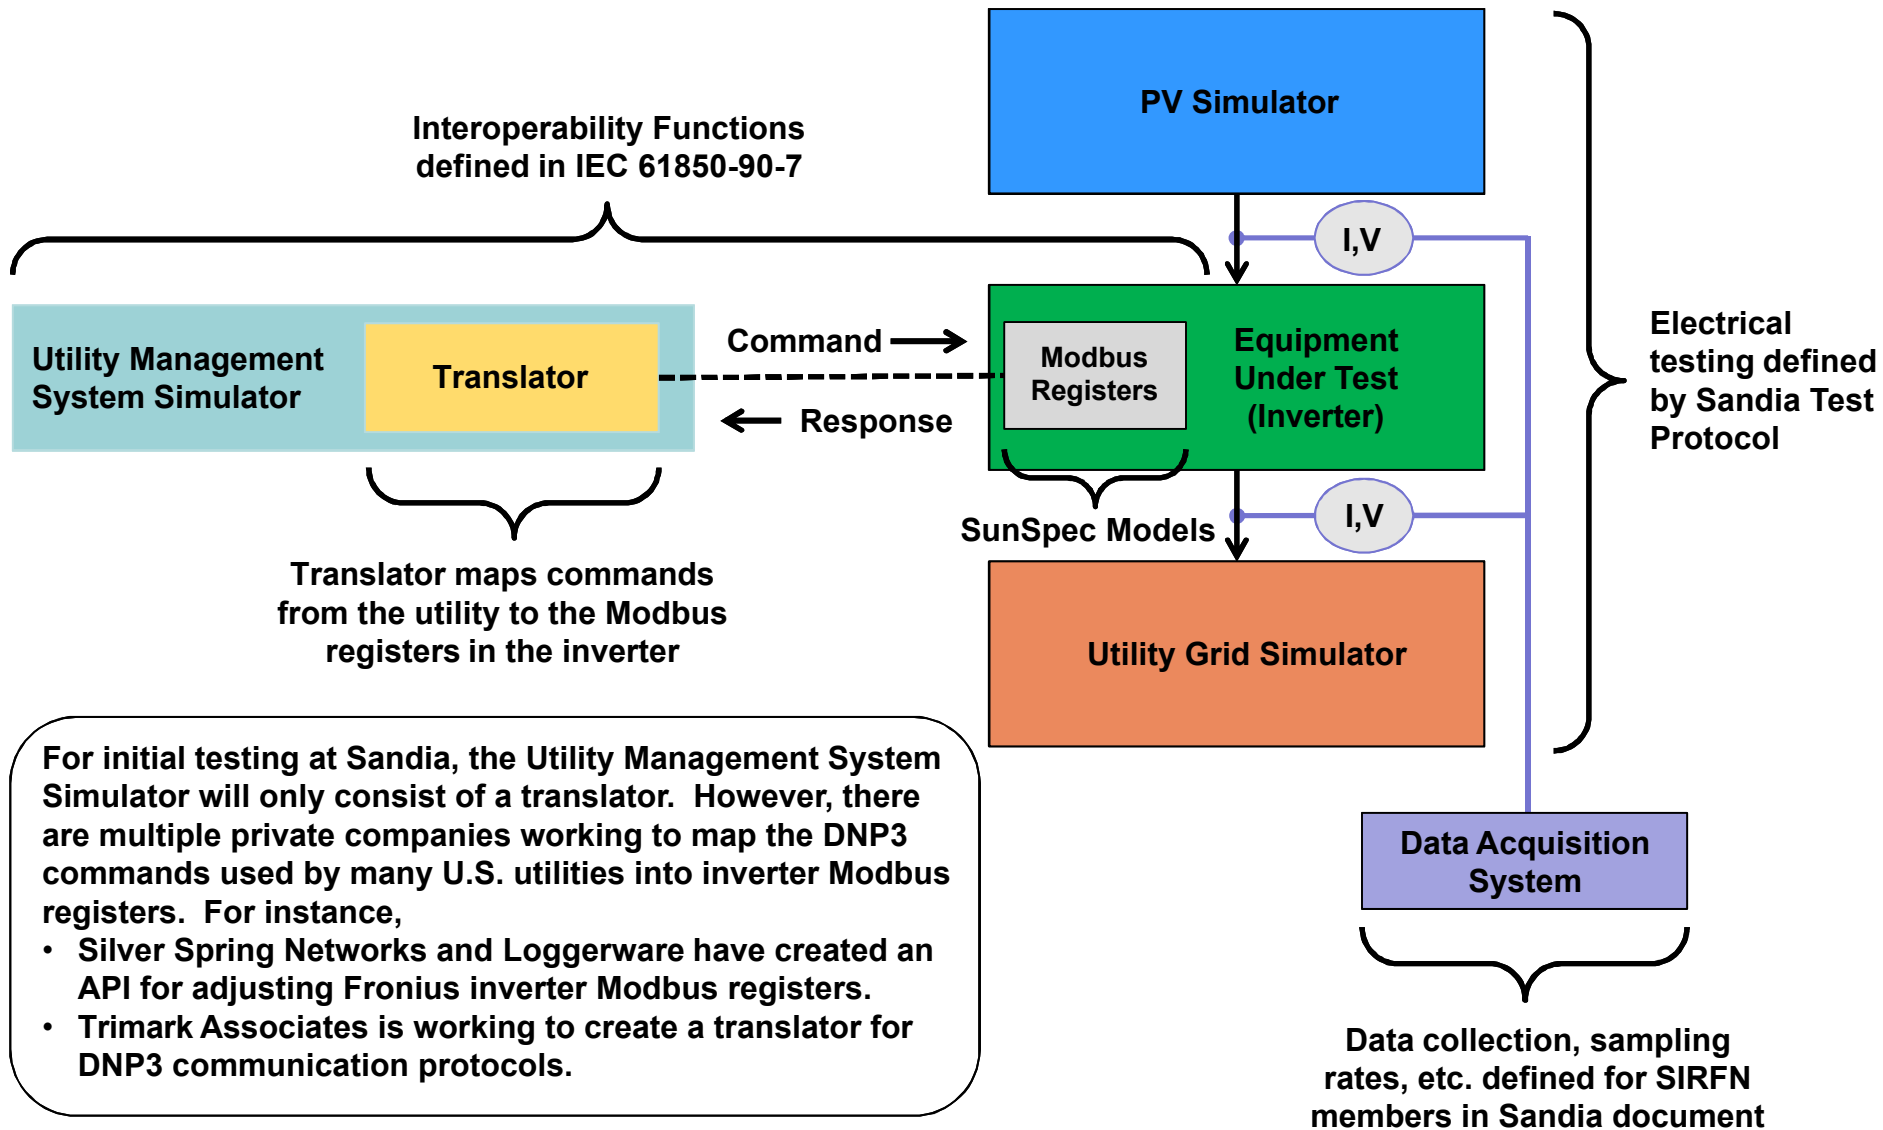 PV Simulator
Interoperability Functions
defined in IEC 61850-90-7
I,V
Utility Management
System Simulator
Translator
Command
Response
Modbus
Registers
Equipment
Under Test
(Inverter)
Electrical
testing defined
by Sandia Test
Protocol
SunSpec Models
I,V
Translator maps commands
from the utility to the Modbus
registers in the inverter
Utility Grid Simulator
For initial testing at Sandia, the Utility Management System
Simulator will only consist of a translator.  However, there
are multiple private companies working to map the DNP3
commands used by many U.S. utilities into inverter Modbus
registers.  For instance,
• Silver Spring Networks and Loggerware have created an
API for adjusting Fronius inverter Modbus registers.
• Trimark Associates is working to create a translator for
DNP3 communication protocols.
Data Acquisition
System
Data collection, sampling
rates, etc. defined for SIRFN
members in Sandia document